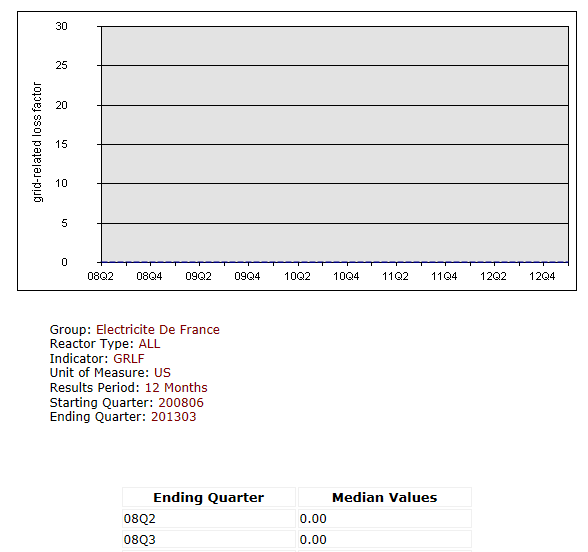 30
25
20
15
10
5
0
grid-related loss factor
08Q2 08Q4 09Q2 09Q4 10Q2 10Q4 11Q2 11Q4 12Q2 12Q4
Group: Electricite De France
Reactor Type: ALL
Indicator: GRLF
Unit of Measure: US
Results Period: 12 Months
Starting Quarter: 200806
Ending Quarter: 201303
Ending Quarter Median Values
08Q2 0.00
08Q3 0.00